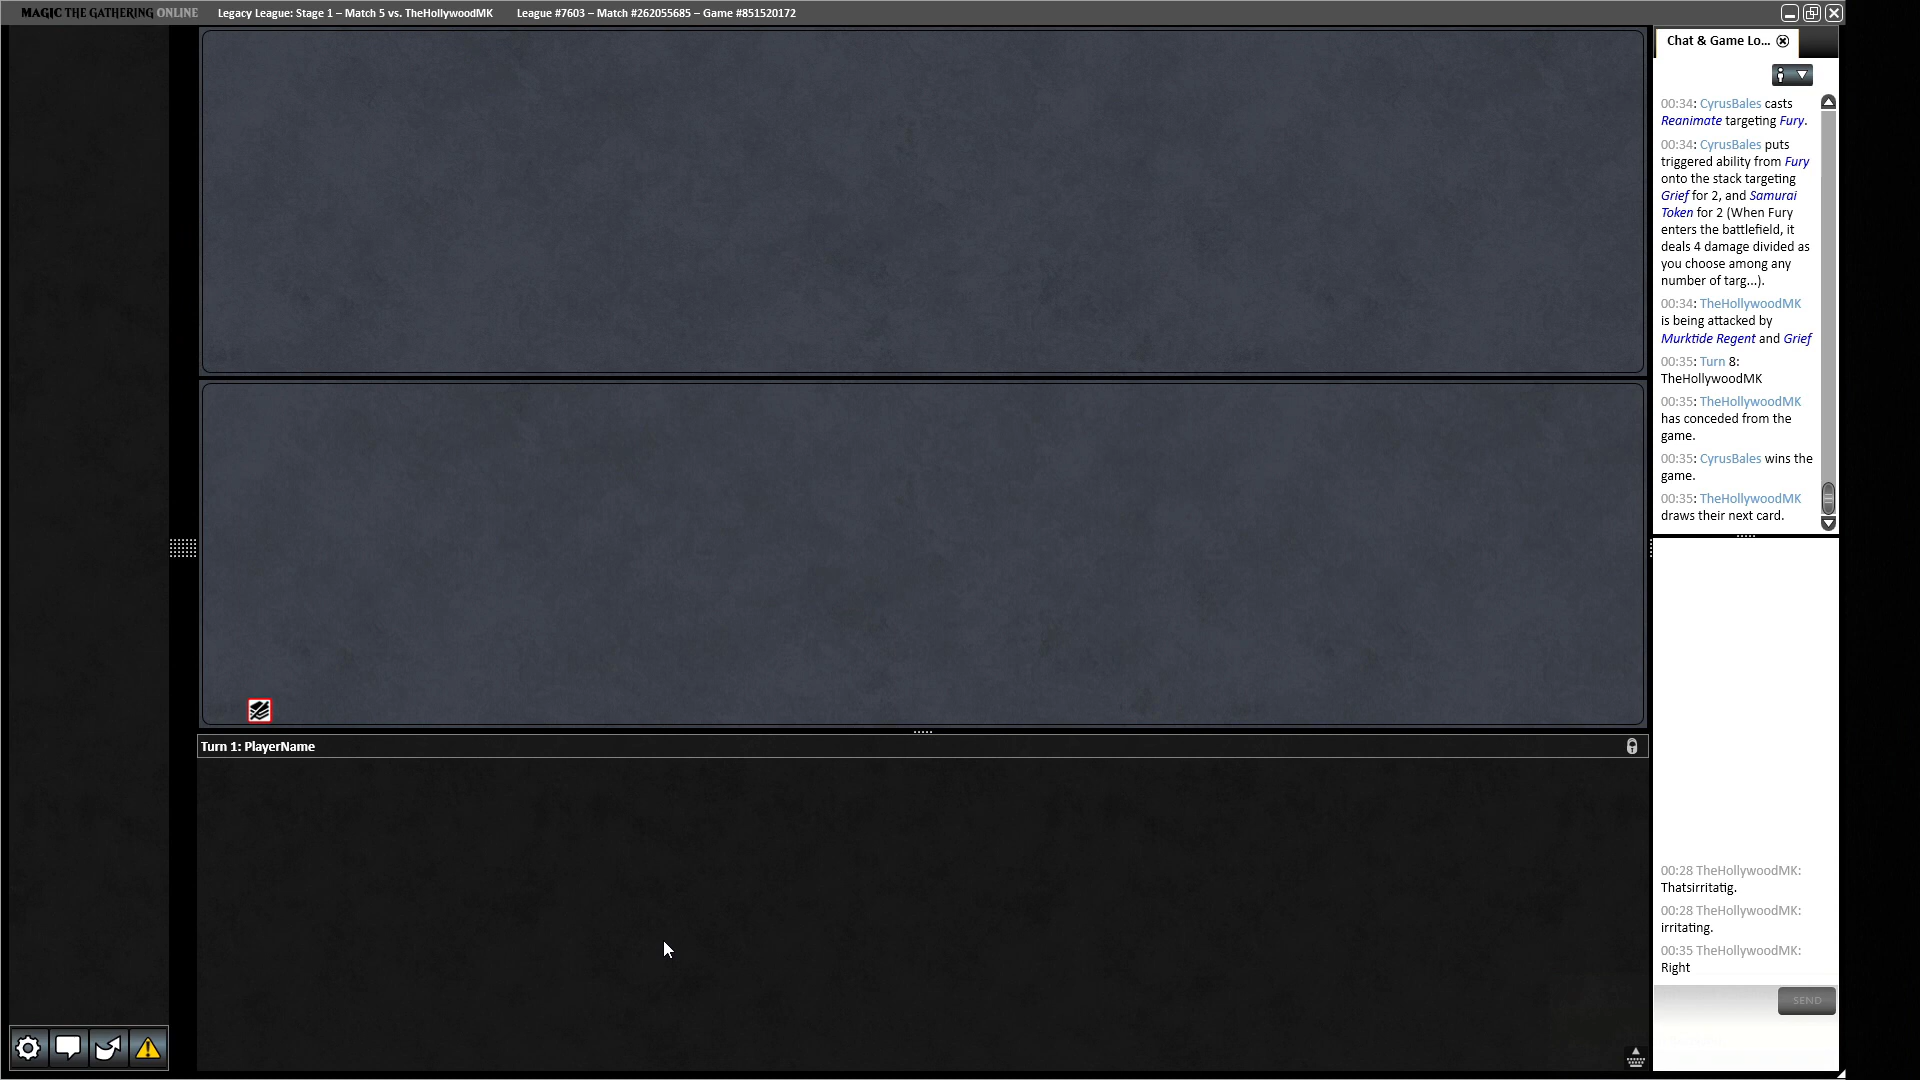 MAGIC THE GATHERING ONLINE
Legacy League: Stage 1 – Match 5 vs. TheHollywoodMK
League #7603 – Match #262055685 – Game #851520172
Chat & Game Lo...
00:34: CyrusBales casts
Reanimate targeting Fury.
00:34: CyrusBales puts
triggered ability from Fury
onto the stack targeting
Grief for 2, and Samurai
Token for 2 (When Fury
enters the battlefield, it
deals 4 damage divided as
you choose among any
number of targ...).
00:34: TheHollywoodMK
is being attacked by
Murktide Regent and Grief
00:35: Turn 8:
TheHollywoodMK
00:35: TheHollywoodMK
has conceded from the
game.
00:35: CyrusBales wins the
game.
00:35: TheHollywoodMK
draws their next card.
Turn 1: PlayerName
00:28 TheHollywoodMK:
Thatsirritatig.
00:28 TheHollywoodMK:
irritating.
00:35 TheHollywoodMK:
Right
SEND